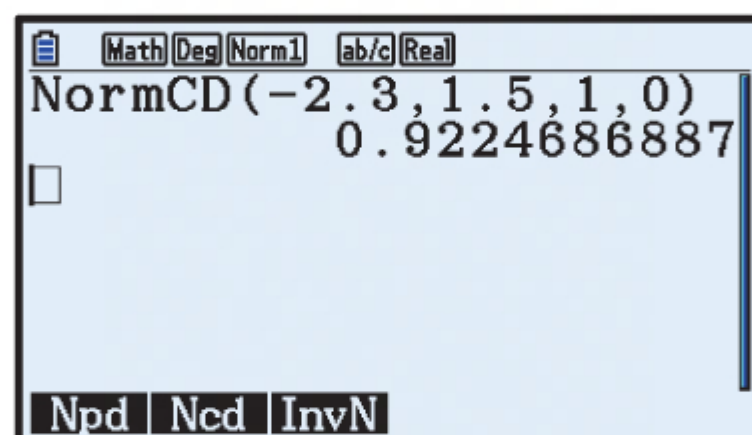 Math Deg Norm1 ab/c Real
NormCD(-2.3,1.5,1,0)
0.9224686887
Npd Ncd InvN